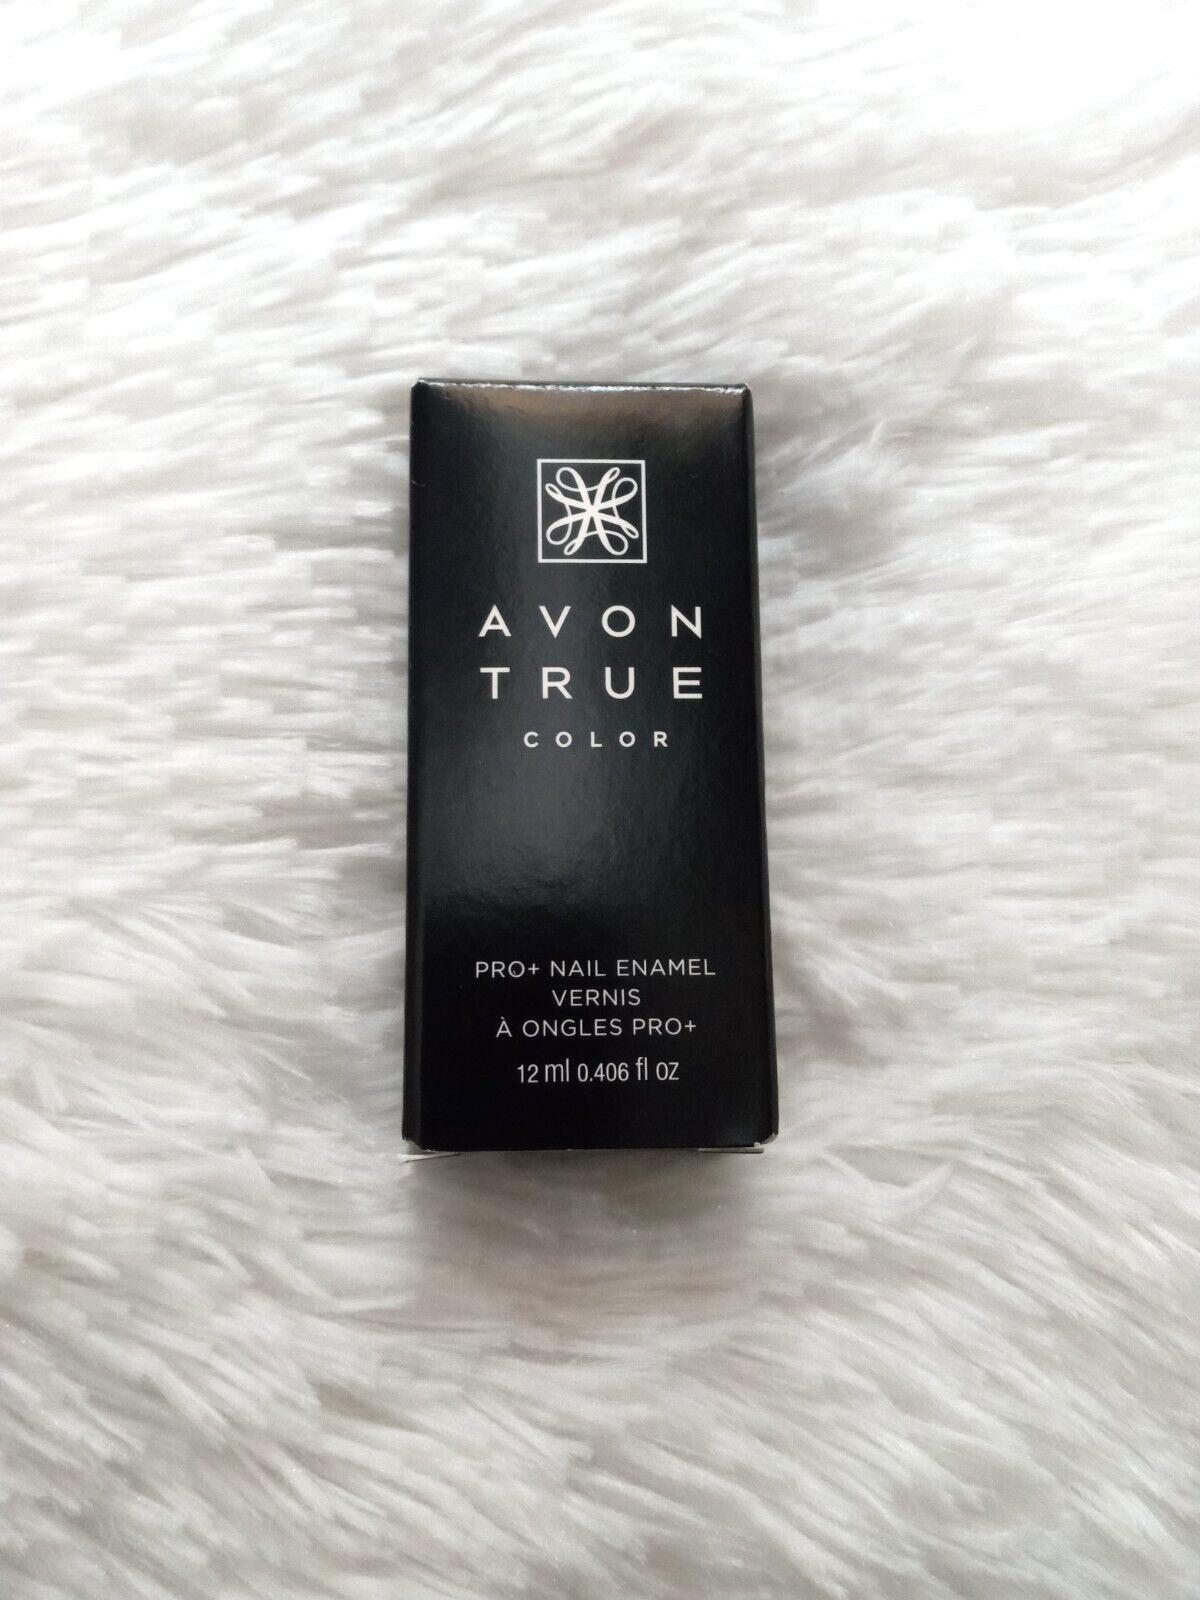 AVON
TRUE
COLOR
PRO+ NAIL ENAMEL
VERNIS
À ONGLES PRO+
12 ml 0.406 fl oz